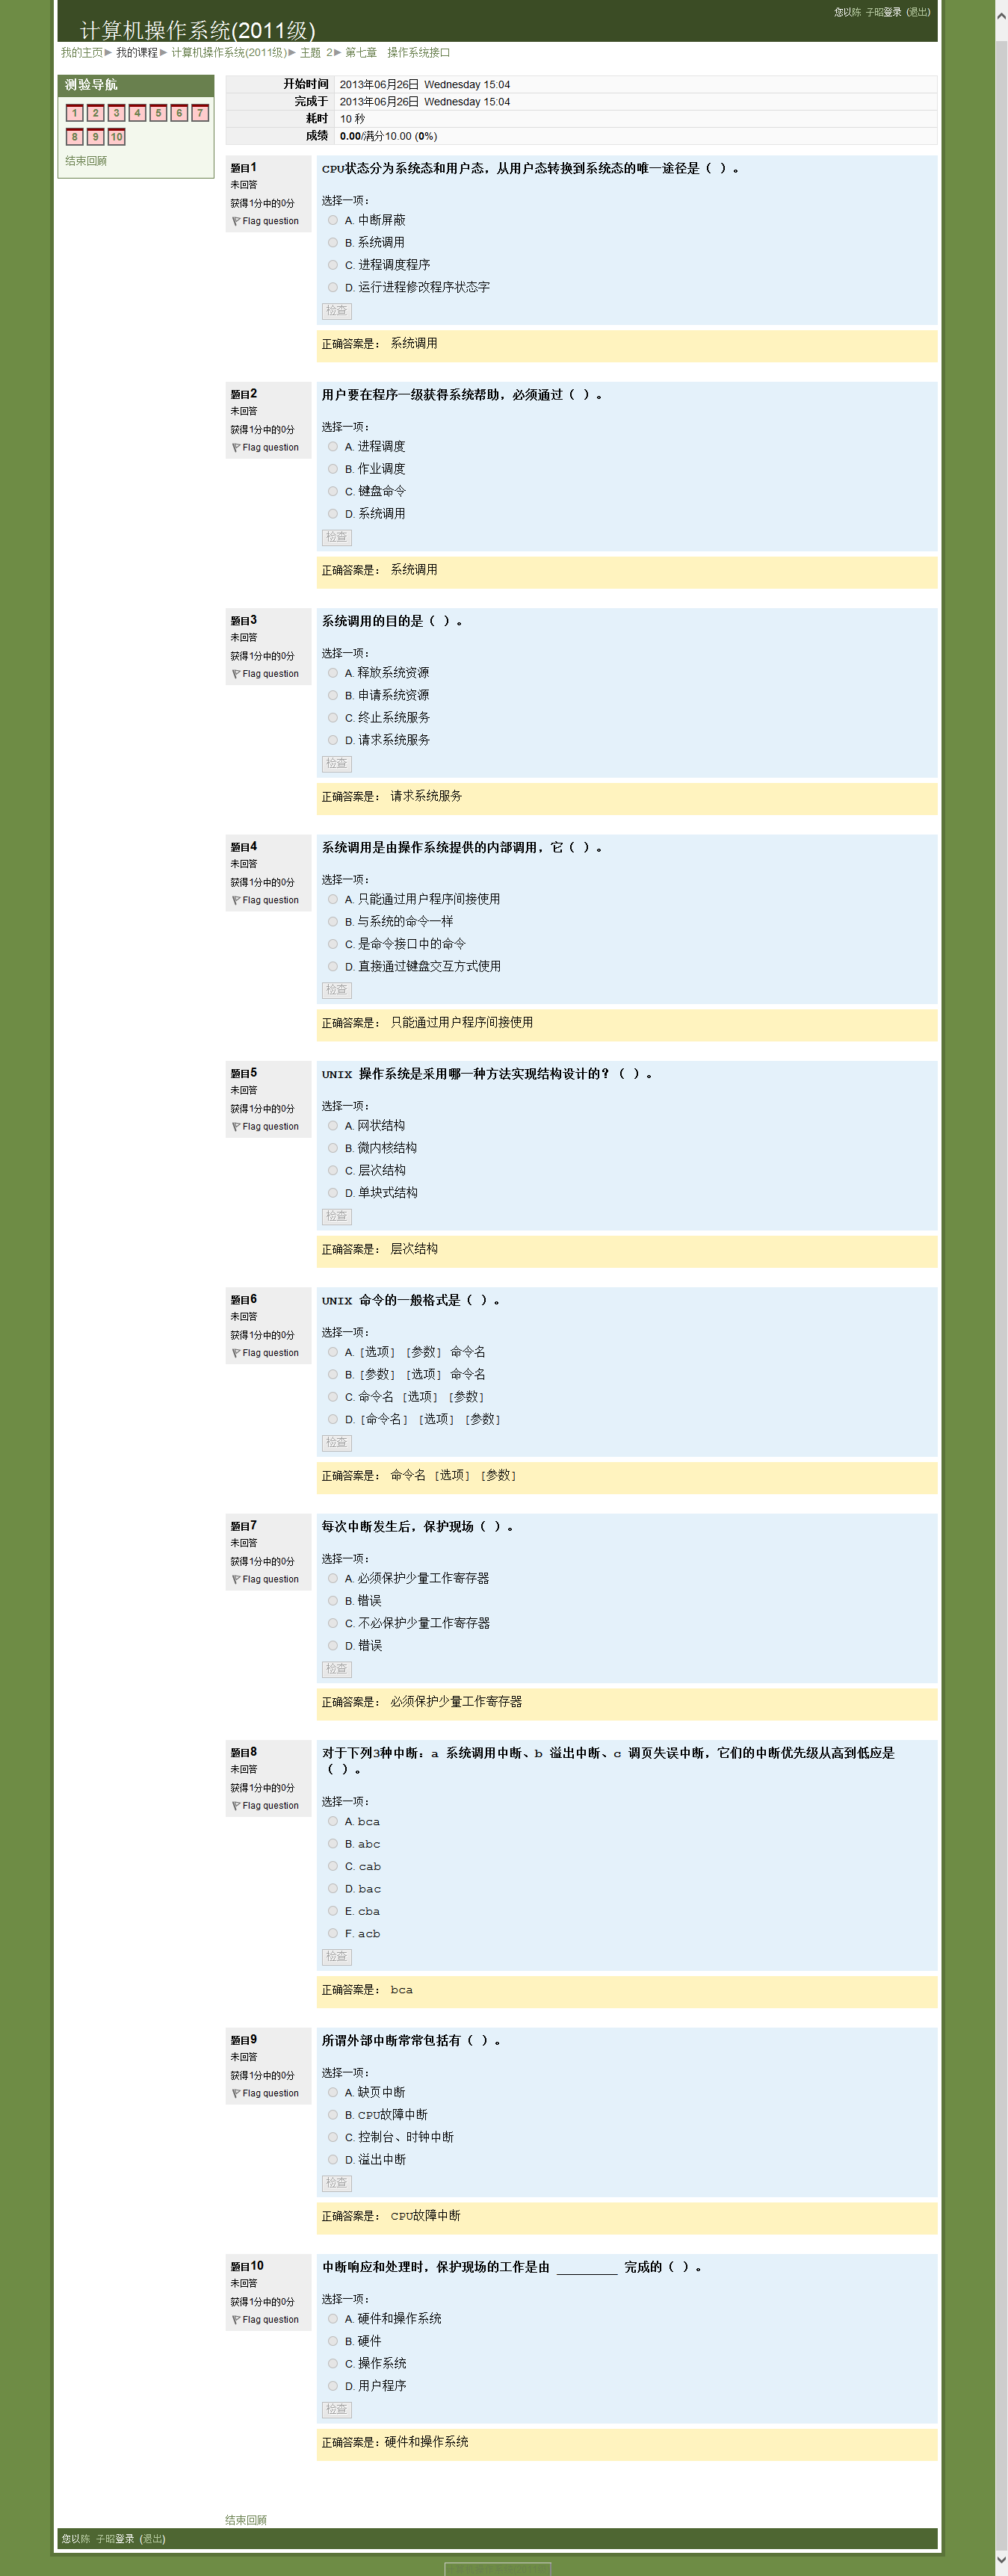 您以陈 子昭登录 (退出)
计算机操作系统(2011级)
我的主页▶ 我的课程▶ 计算机操作系统(2011级)▶ 主题 2▶ 第七章 操作系统接口
测验导航
1 2 3 4 5 6 7
8 9 10
结束回顾
开始时间 2013年06月26日 Wednesday 15:04
完成于 2013年06月26日 Wednesday 15:04
耗时 10 秒
成绩 0.00/满分10.00 (0%)
题目1
未回答
获得1分中的0分
Flag question
CPU状态分为系统态和用户态，从用户态转换到系统态的唯一途径是（ ）。
选择一项：
A. 中断屏蔽
B. 系统调用
C. 进程调度程序
D. 运行进程修改程序状态字
检查
正确答案是： 系统调用
题目2
未回答
获得1分中的0分
Flag question
用户要在程序一级获得系统帮助，必须通过（ ）。
选择一项：
A. 进程调度
B. 作业调度
C. 键盘命令
D. 系统调用
检查
正确答案是： 系统调用
题目3
未回答
获得1分中的0分
Flag question
系统调用的目的是（ ）。
选择一项：
A. 释放系统资源
B. 申请系统资源
C. 终止系统服务
D. 请求系统服务
检查
正确答案是： 请求系统服务
题目4
未回答
获得1分中的0分
Flag question
系统调用是由操作系统提供的内部调用，它（ ）。
选择一项：
A. 只能通过用户程序间接使用
B. 与系统的命令一样
C. 是命令接口中的命令
D. 直接通过键盘交互方式使用
检查
正确答案是： 只能通过用户程序间接使用
题目5
未回答
获得1分中的0分
Flag question
UNIX 操作系统是采用哪一种方法实现结构设计的？（ ）。
选择一项：
A. 网状结构
B. 微内核结构
C. 层次结构
D. 单块式结构
检查
正确答案是： 层次结构
题目6
未回答
获得1分中的0分
Flag question
UNIX 命令的一般格式是（ ）。
选择一项：
A. [选项] [参数] 命令名
B. [参数] [选项] 命令名
C. 命令名 [选项] [参数]
D. [命令名] [选项] [参数]
检查
正确答案是： 命令名 [选项] [参数]
题目7
未回答
获得1分中的0分
Flag question
每次中断发生后，保护现场（ ）。
选择一项：
A. 必须保护少量工作寄存器
B. 错误
C. 不必保护少量工作寄存器
D. 错误
检查
正确答案是： 必须保护少量工作寄存器
题目8
未回答
获得1分中的0分
Flag question
对于下列3种中断：a 系统调用中断、b 溢出中断、c 调页失误中断，它们的中断优先级从高到低应是
（ ）。
选择一项：
A. bca
B. abc
C. cab
D. bac
E. cba
F. acb
检查
正确答案是： bca
题目9
未回答
获得1分中的0分
Flag question
所谓外部中断常常包括有（ ）。
选择一项：
A. 缺页中断
B. CPU故障中断
C. 控制台、时钟中断
D. 溢出中断
检查
正确答案是： CPU故障中断
题目10
未回答
获得1分中的0分
Flag question
中断响应和处理时，保护现场的工作是由 ________ 完成的（ ）。
选择一项：
A. 硬件和操作系统
B. 硬件
C. 操作系统
D. 用户程序
检查
正确答案是：硬件和操作系统
结束回顾
您以陈 子昭登录 (退出)